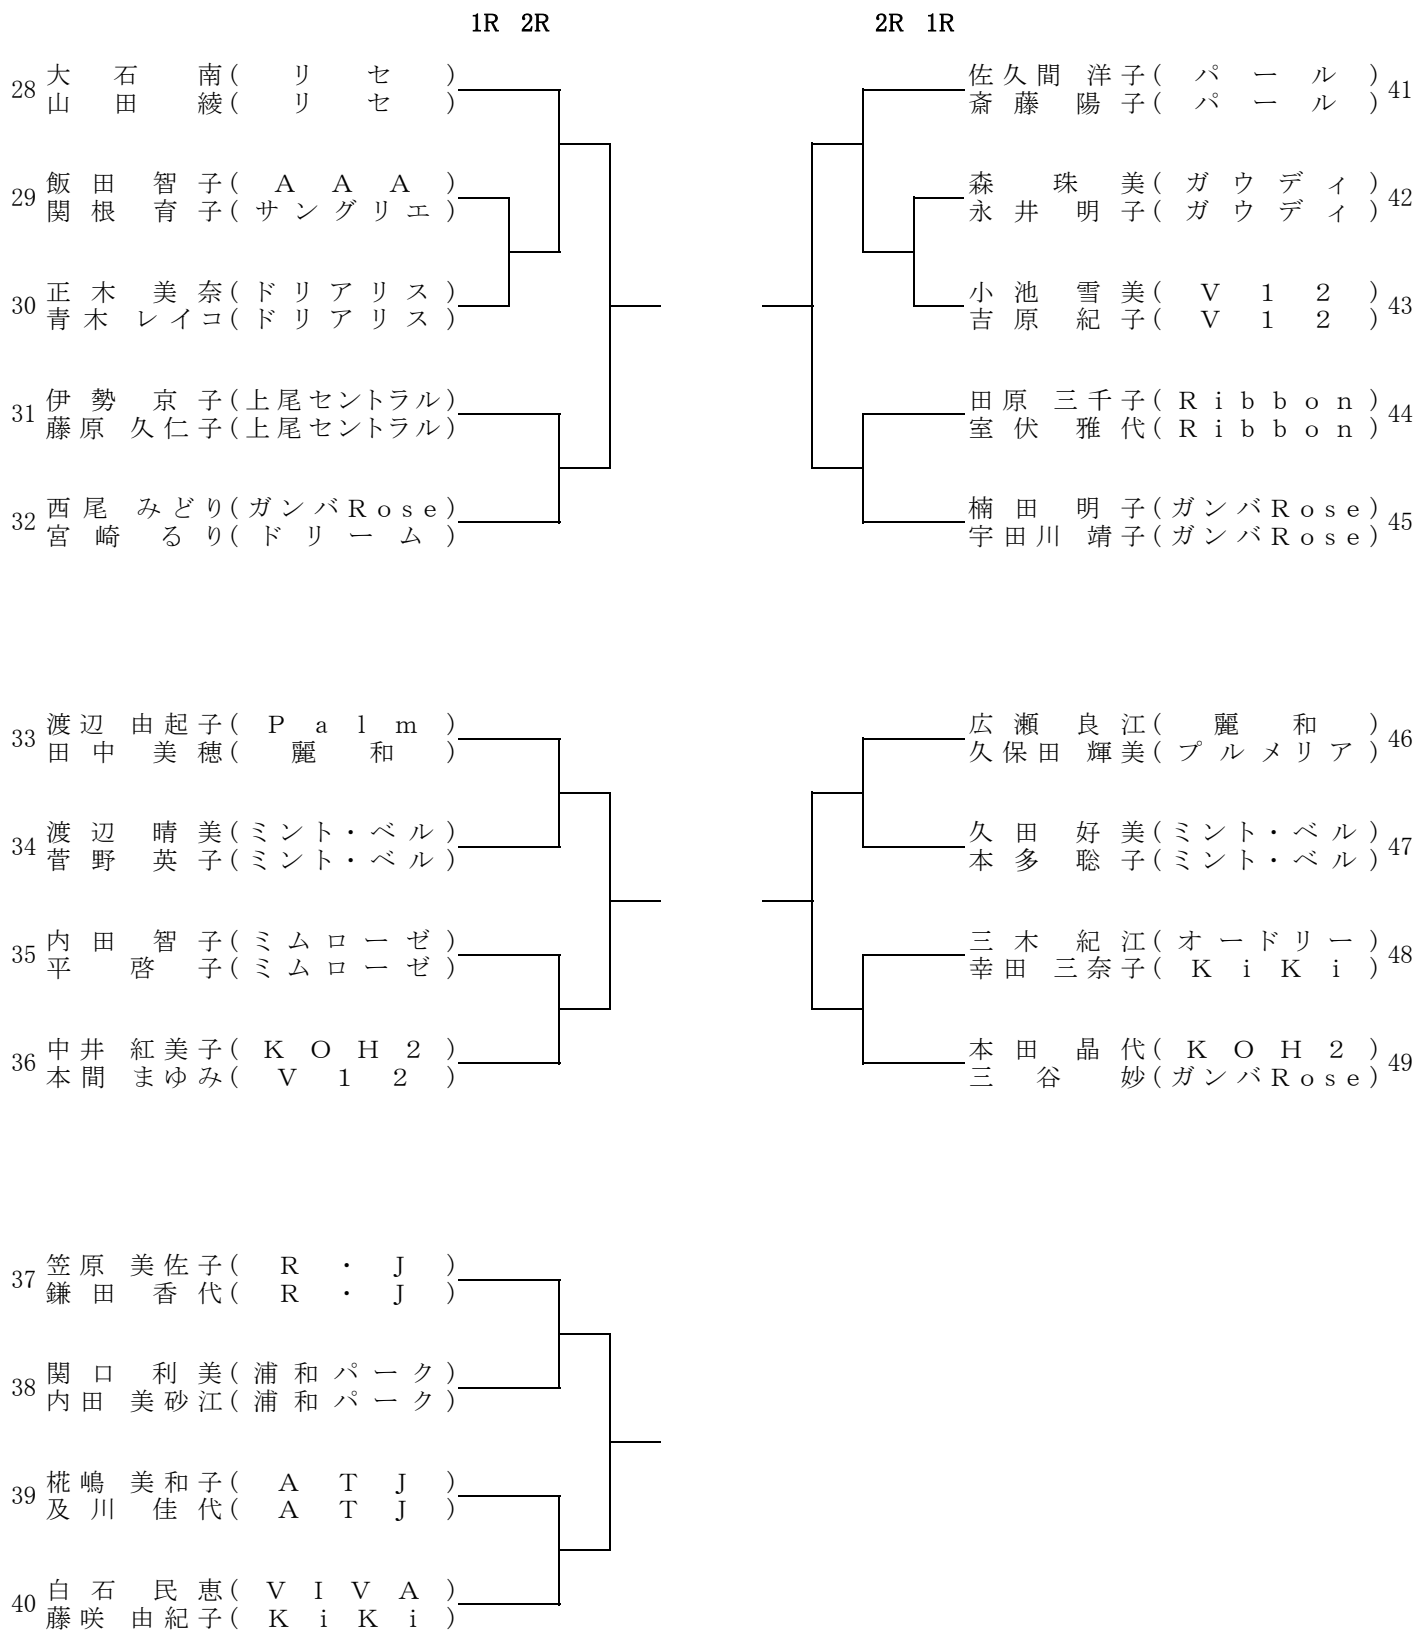 1R 2R
28 大石 南(リセ)
山田 綾(リセ)
29 飯田 智子(AAA)
関根 育子(サングリエ)
30 正木 美奈(ドリアリス)
青木 レイコ(ドリアリス)
31 伊勢 京子(上尾セントラル)
藤原 久仁子(上尾セントラル)
32 西尾 みどり(ガンバRose)
宮崎 るり(ドリーム)
33 渡辺 由起子(Palm)
田中 美穂(麗和)
34 渡辺 晴美(ミント・ベル)
菅野 英子(ミント・ベル)
35 内田 智子(ミムローゼ)
平 啓子(ミムローゼ)
36 中井 紅美子(KOH2)
本間 まゆみ(V12)
37 笠原 美佐子(R・J)
鎌田 香代(R・J)
38 関口 利美(浦和パーク)
内田 美砂江(浦和パーク)
39 椛嶋 美和子(ATJ)
及川 佳代(ATJ)
40 白石 民恵(VIVA)
藤咲 由紀子(KiKi)
2R 1R
佐久間 洋子(パール) 41
斎藤 陽子(パール)
森 珠美(ガウディ) 42
永井 明子(ガウディ)
小池 雪美(V12) 43
吉原 紀子(V12)
田原 三千子(Ribbon) 44
室伏 雅代(Ribbon)
楠田 明子(ガンバRose) 45
宇田川 靖子(ガンバRose)
広瀬 良江(麗和) 46
久保田 輝美(プルメリア)
久田 好美(ミント・ベル) 47
本多 聡子(ミント・ベル)
三木 紀江(オードリー) 48
幸田 三奈子(KiKi)
本田 晶代(KOH2) 49
三谷 妙(ガンバRose)